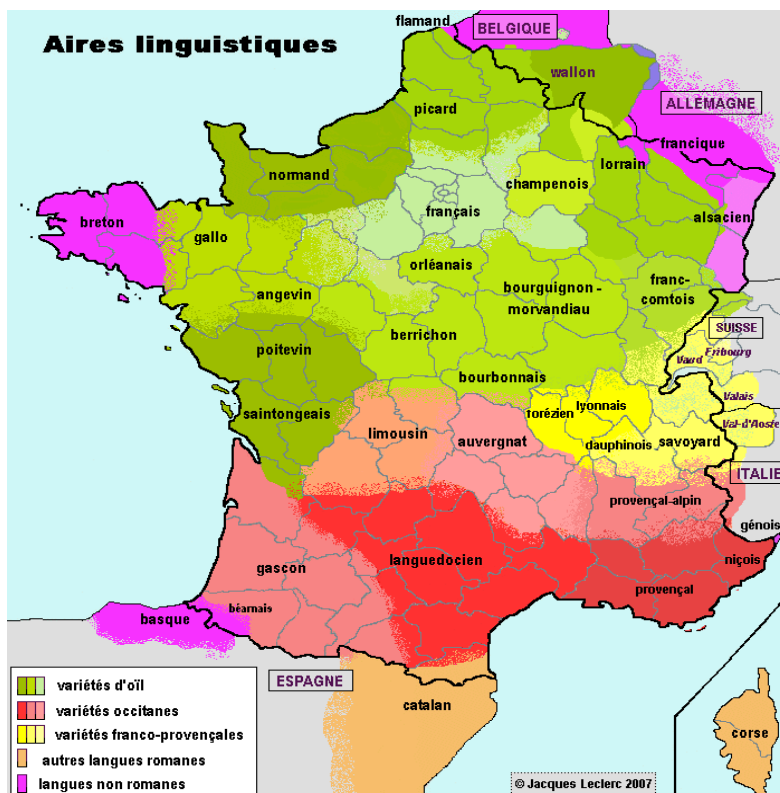 flamand
BELGIQUE
Aires linguistiques
wallon
ALLEMAGNE
picard
francique
lorrain
normand
champenois
français
alsacien
breton
gallo
orléanais
franc-
comtois
angevin
bourguignon -
morvandiau
SUISSE
berrichon
poitevin
Vaud
Fribourg
bourbonnais
Valais
saintongeais
forézien
lyonnais
Val-d'Aoste
limousin
auvergnat
dauphinois
savoyard
ITALIE
provençal-alpin
génois
languedocien
niçois
gascon
provençal
béarnais
basque
ESPAGNE
variétés d'oïl
catalan
variétés occitanes
variétés franco-provençales
corse
autres langues romanes
langues non romanes
© Jacques Leclerc 2007